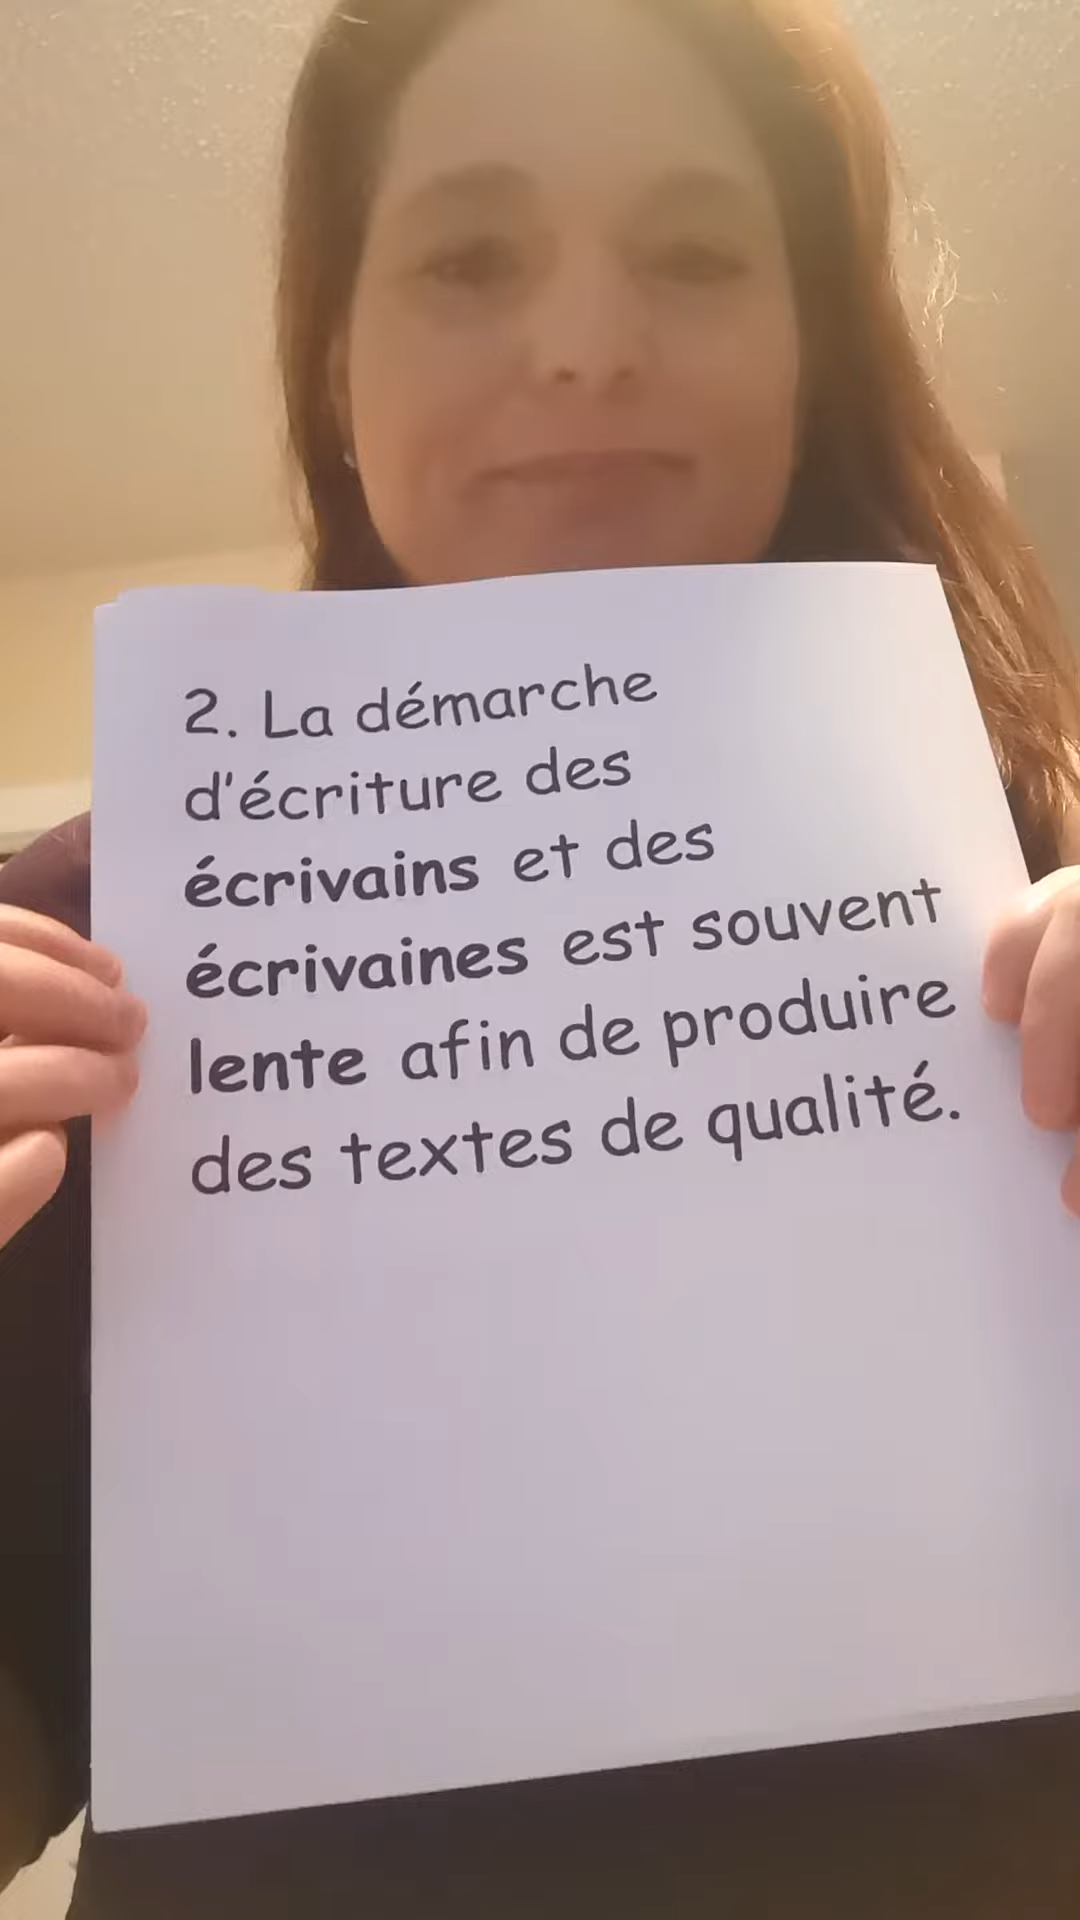 2. La démarche
d'écriture des
écrivains et des
écrivaines est souvent
lente afin de produire
des textes de qualité.